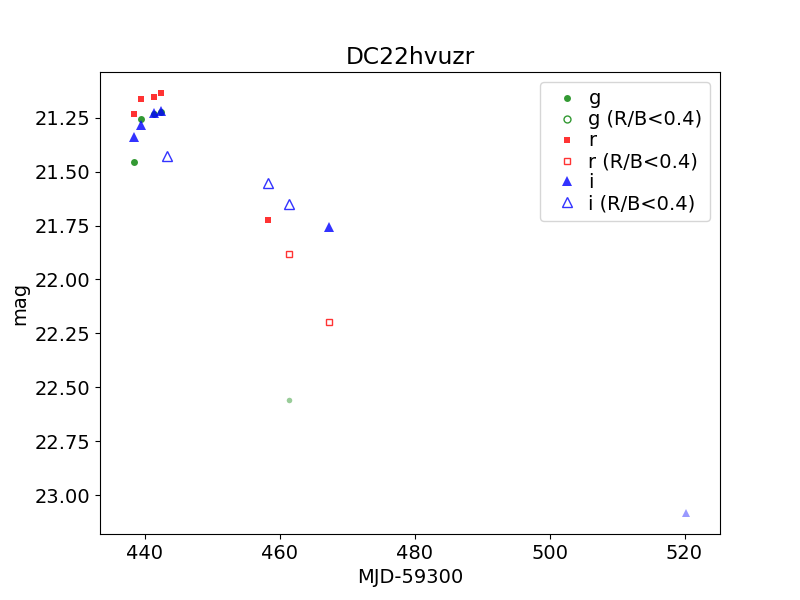 DC22hvuzr
g
g (R/B<0.4)
r
r (R/B<0.4)
i
i (R/B<0.4)
mag
21.25
21.50
21.75
22.00
22.25
22.50
22.75
23.00
440
460
480
500
520
MJD-59300